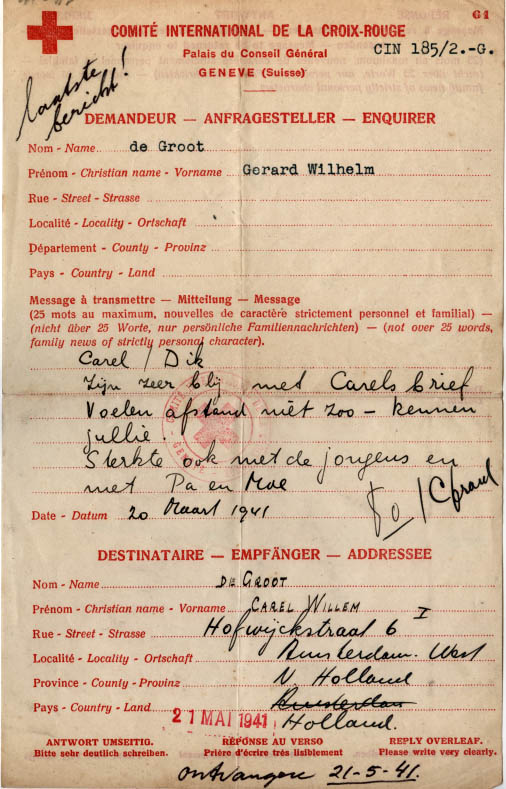 61
COMITÉ INTERNATIONAL DE LA CROIX-ROUGE
Palais du Conseil Général
GENÈVE (Suisse)
CIN 185/2.-G.
laatste
bericht!
DEMANDEUR — ANFRAGESTELLER — ENQUIRER
Nom - Name de Groot
Prénom - Christian name - Vorname Gerard Wilhelm
Rue - Street - Strasse
Localité - Locality - Ortschaft
Département - County - Provinz
Pays - Country - Land
Message à transmettre — Mitteilung — Message
(25 mots au maximum, nouvelles de caractère strictement personnel et familial) —
(nicht über 25 Worte, nur persönliche Familiennachrichten) — (not over 25 words,
family news of strictly personal character).
Carel / Dik
Zijn zeer blij met Carels brief
Voelen afstand niet zoo — kennen
jullie.
Sterkte ook met de jongens en
met Pa en Moe
Date - Datum 20 Maart 1941
DESTINATAIRE — EMPFÄNGER — ADDRESSEE
Nom - Name DE GROOT
Prénom - Christian name - Vorname CAREL WILLEM
Rue - Street - Strasse Hofwijckstraat 6 I
Localité - Locality - Ortschaft Amsterdam. West
Province - County - Provinz N. Holland
Pays - Country - Land Amsterdam
Holland.
21 MAI 1941
ANTWORT UMSEITIG. RÉPONSE AU VERSO REPLY OVERLEAF.
Bitte sehr deutlich schreiben. Prière d'écrire très lisiblement Please write very clearly.
ontvangen 21-5-41.